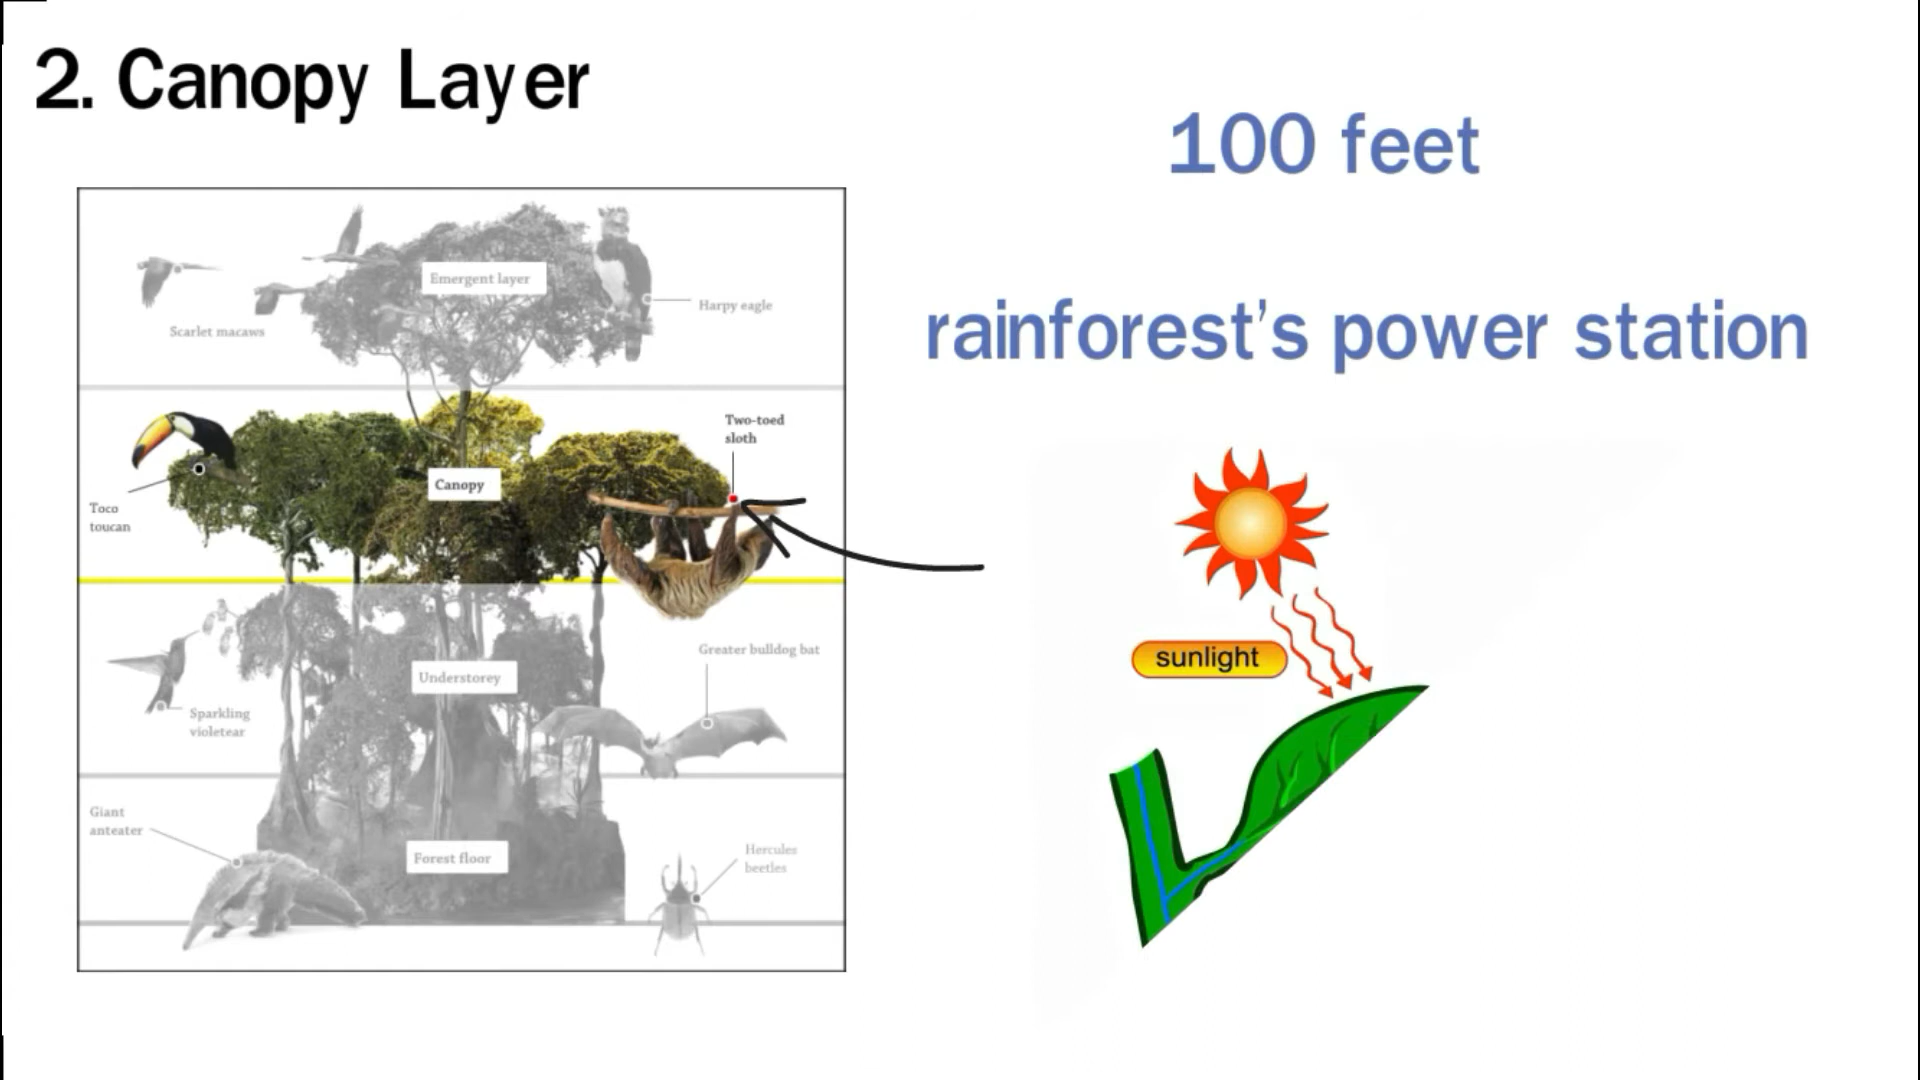 2. Canopy Layer
100 feet
rainforest's power station
Emergent layer
Harpy eagle
Scarlet macaws
Two-toed
sloth
Canopy
Toco
toucan
sunlight
Greater bulldog bat
Understorey
Sparkling
violetear
Giant
anteater
Forest floor
Hercules
beetles